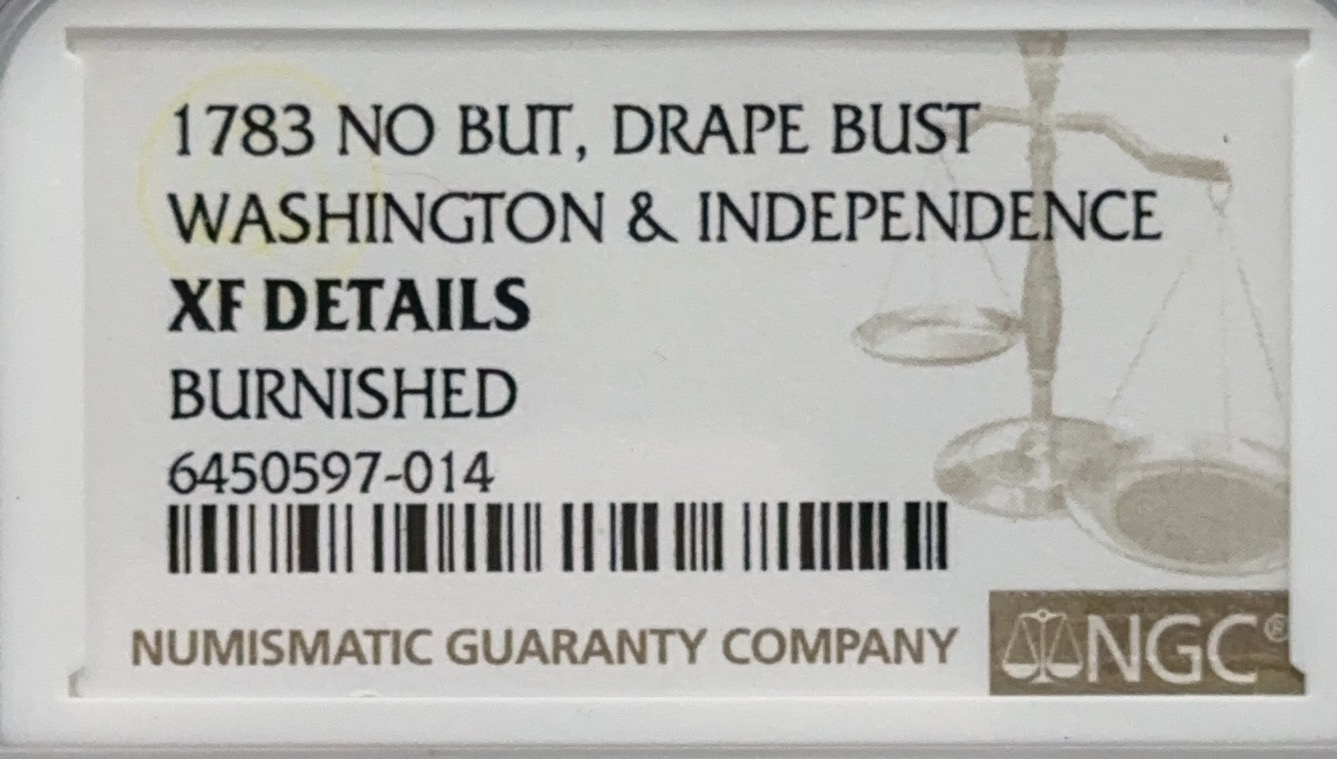 1783 NO BUT, DRAPE BUST
WASHINGTON & INDEPENDENCE
XF DETAILS
BURNISHED
6450597-014
NUMISMATIC GUARANTY COMPANY
NGC®